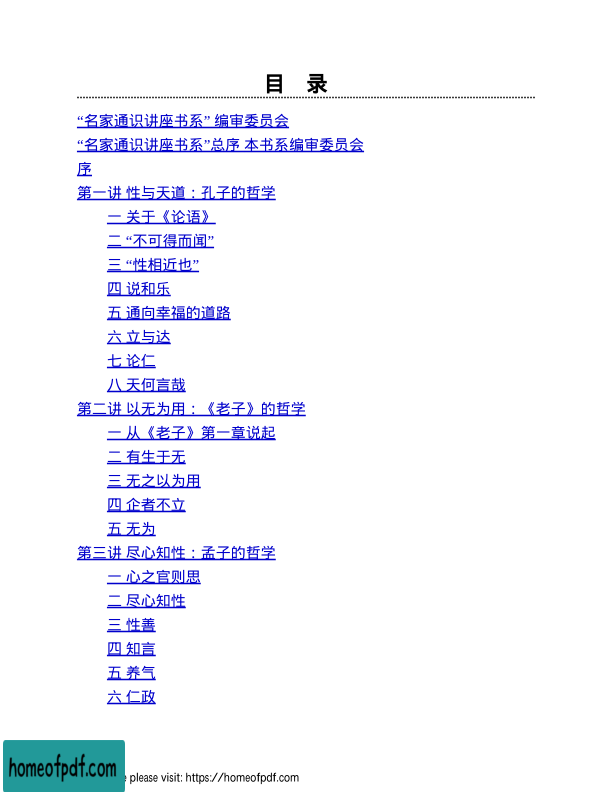 目 录
“名家通识讲座书系” 编审委员会
“名家通识讲座书系”总序 本书系编审委员会
序
第一讲 性与天道：孔子的哲学
一 关于《论语》
二 “不可得而闻”
三 “性相近也”
四 说和乐
五 通向幸福的道路
六 立与达
七 论仁
八 天何言哉
第二讲 以无为用：《老子》的哲学
一 从《老子》第一章说起
二 有生于无
三 无之以为用
四 企者不立
五 无为
第三讲 尽心知性：孟子的哲学
一 心之官则思
二 尽心知性
三 性善
四 知言
五 养气
六 仁政
homeofpdf.com
please visit: https://homeofpdf.com